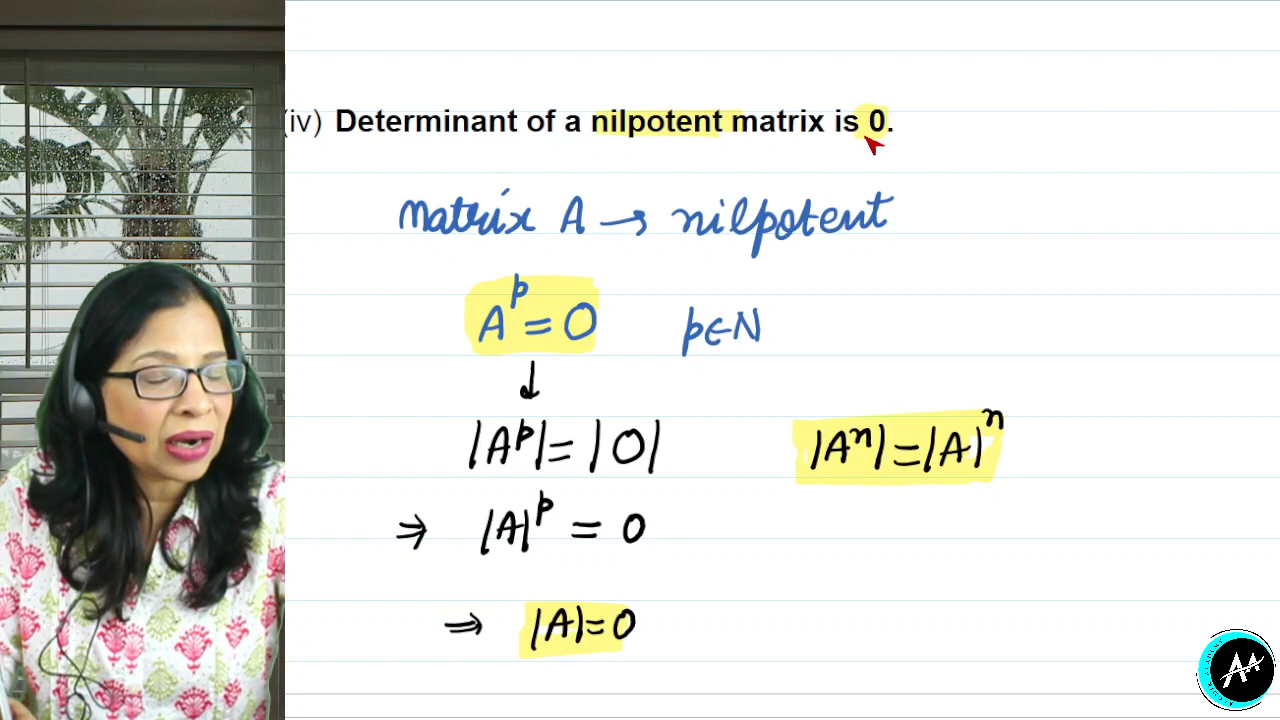 (iv) Determinant of a nilpotent matrix is 0.
matrix A → nilpotent
A^p = 0 p∈N
↓
|A^p| = |0| |A^n| = |A|^n
⇒ |A|^p = 0
⇒ |A| = 0